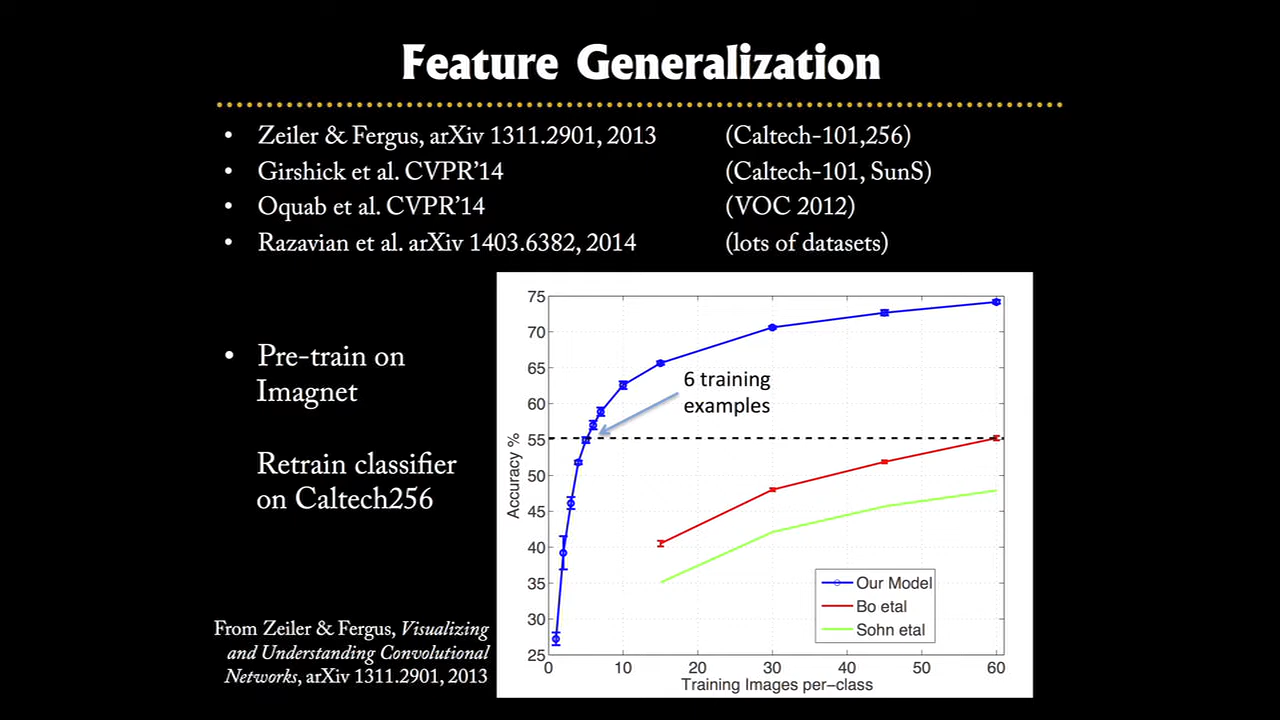 Feature Generalization
• Zeiler & Fergus, arXiv 1311.2901, 2013 (Caltech-101,256)
• Girshick et al. CVPR’14 (Caltech-101, SunS)
• Oquab et al. CVPR’14 (VOC 2012)
• Razavian et al. arXiv 1403.6382, 2014 (lots of datasets)
• Pre-train on
Imagnet
Retrain classifier
on Caltech256
From Zeiler & Fergus, Visualizing
and Understanding Convolutional
Networks, arXiv 1311.2901, 2013
75
70
65
60
55
50
45
40
35
30
25
Accuracy %
6 training
examples
Our Model
Bo etal
Sohn etal
0 10 20 30 40 50 60
Training Images per-class